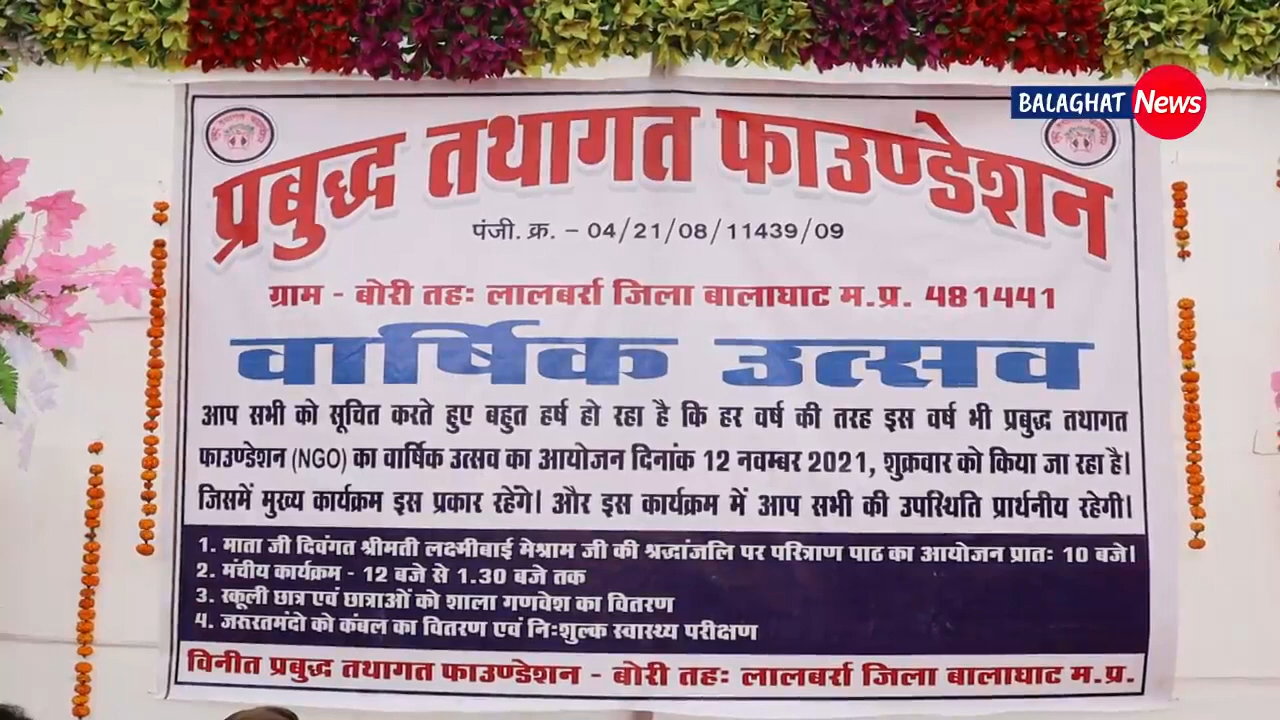 BALAGHAT News
प्रबुद्ध तथागत फाउण्डेशन
पंजी. क्र. - 04/21/08/11439/09
ग्राम - बोरी तहः लालबर्रा जिला बालाघाट म.प्र. 481441
वार्षिक उत्सव
आप सभी को सूचित करते हुए बहुत हर्ष हो रहा है कि हर वर्ष की तरह इस वर्ष भी प्रबुद्ध तथागत
फाउण्डेशन (NGO) का वार्षिक उत्सव का आयोजन दिनांक 12 नवम्बर 2021, शुक्रवार को किया जा रहा है।
जिसमें मुख्य कार्यक्रम इस प्रकार रहेंगे। और इस कार्यक्रम में आप सभी की उपस्थिति प्रार्थनीय रहेगी।
1. माता जी दिवंगत श्रीमती लक्ष्मीबाई मेश्राम जी की श्रद्धांजलि पर परित्राण पाठ का आयोजन प्रातः 10 बजे।
2. मंचीय कार्यक्रम - 12 बजे से 1.30 बजे तक
3. स्कूली छात्र एवं छात्राओं को शाला गणवेश का वितरण
4. जरूरतमंदो को कंबल का वितरण एवं निःशुल्क स्वास्थ्य परीक्षण
विनीत प्रबुद्ध तथागत फाउण्डेशन - बोरी तहः लालबर्रा जिला बालाघाट म.प्र.